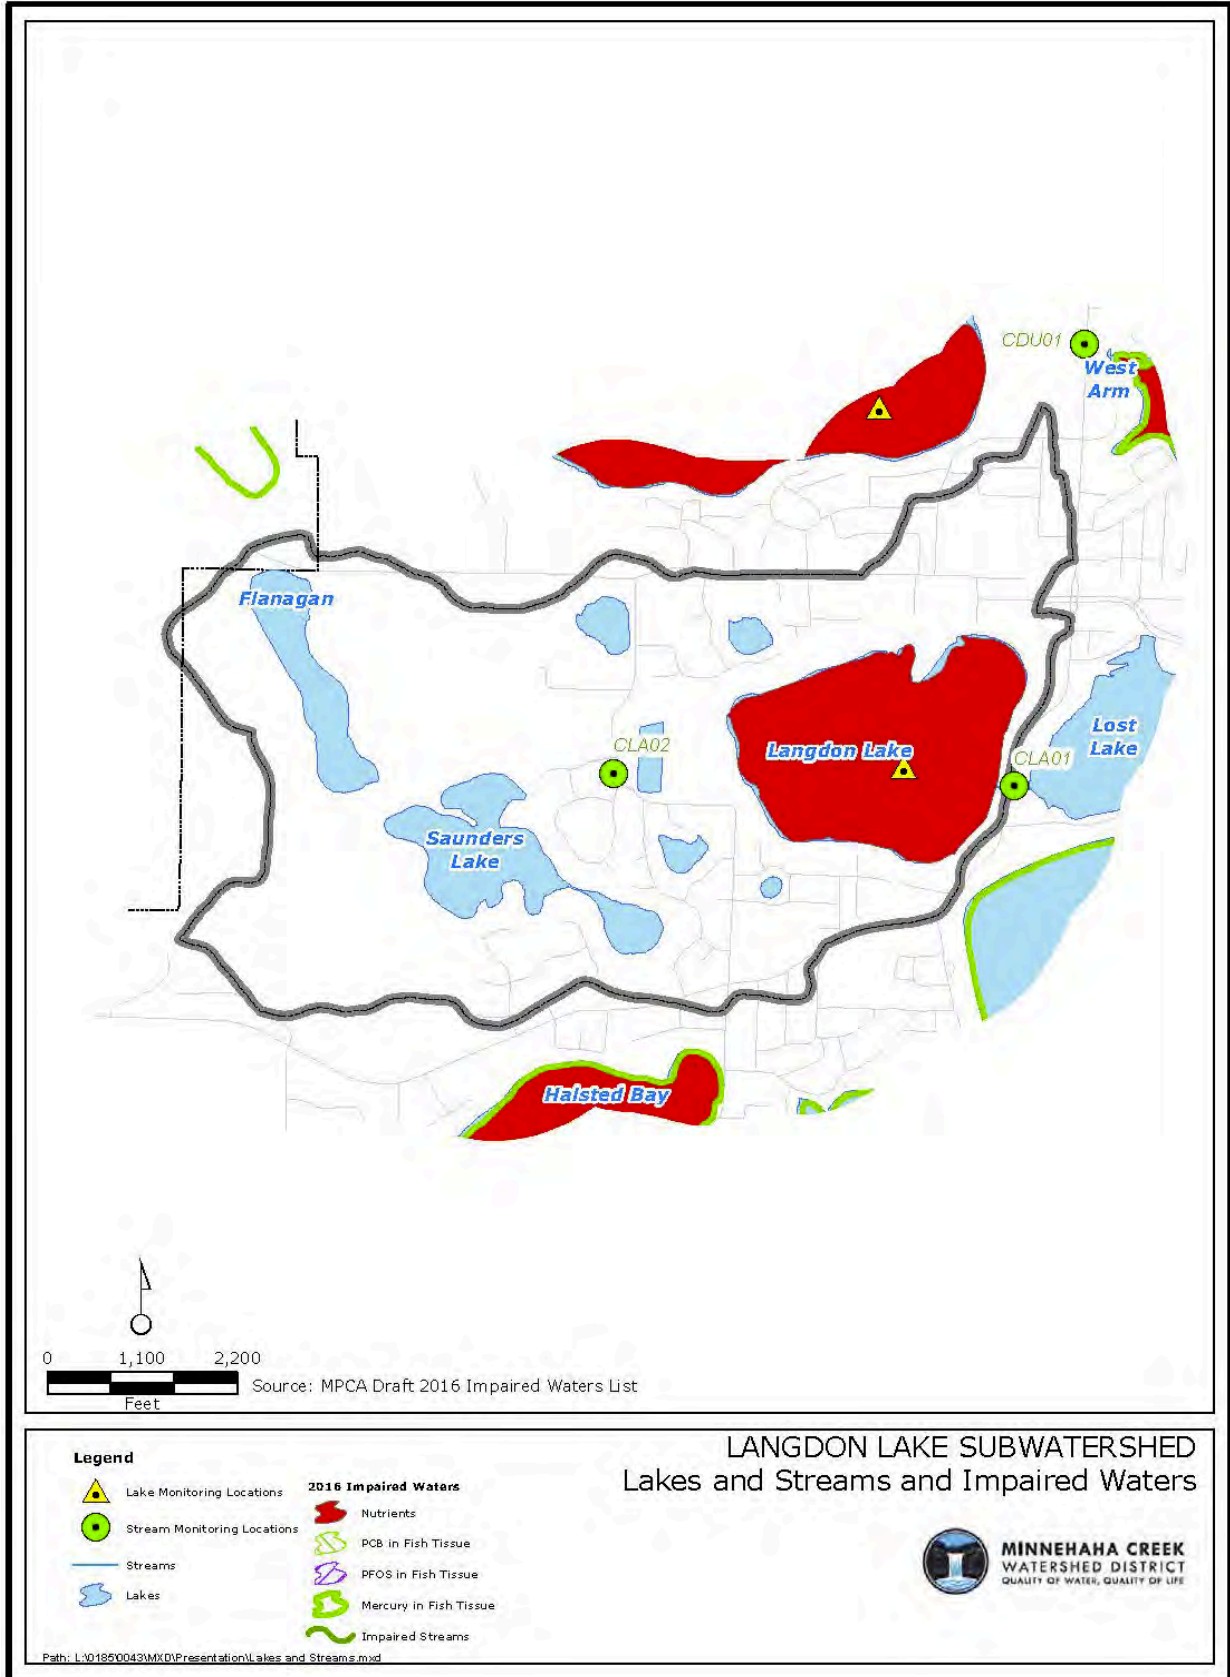 CDU01
West
Arm
Flanagan
CLA02
Langdon Lake
Lost
Lake
CLA01
Saunders
Lake
Halsted Bay
0 1,100 2,200
Feet
Source: MPCA Draft 2016 Impaired Waters List
LANGDON LAKE SUBWATERSHED
Lakes and Streams and Impaired Waters
Legend
Lake Monitoring Locations
Stream Monitoring Locations
Streams
Lakes
2016 Impaired Waters
Nutrients
PCB in Fish Tissue
PFOS in Fish Tissue
Mercury in Fish Tissue
Impaired Streams
MINNEHAHA CREEK
WATERSHED DISTRICT
QUALITY OF WATER, QUALITY OF LIFE
Path: L:\0185\0043\MXD\Presentation\Lakes and Streams.mxd